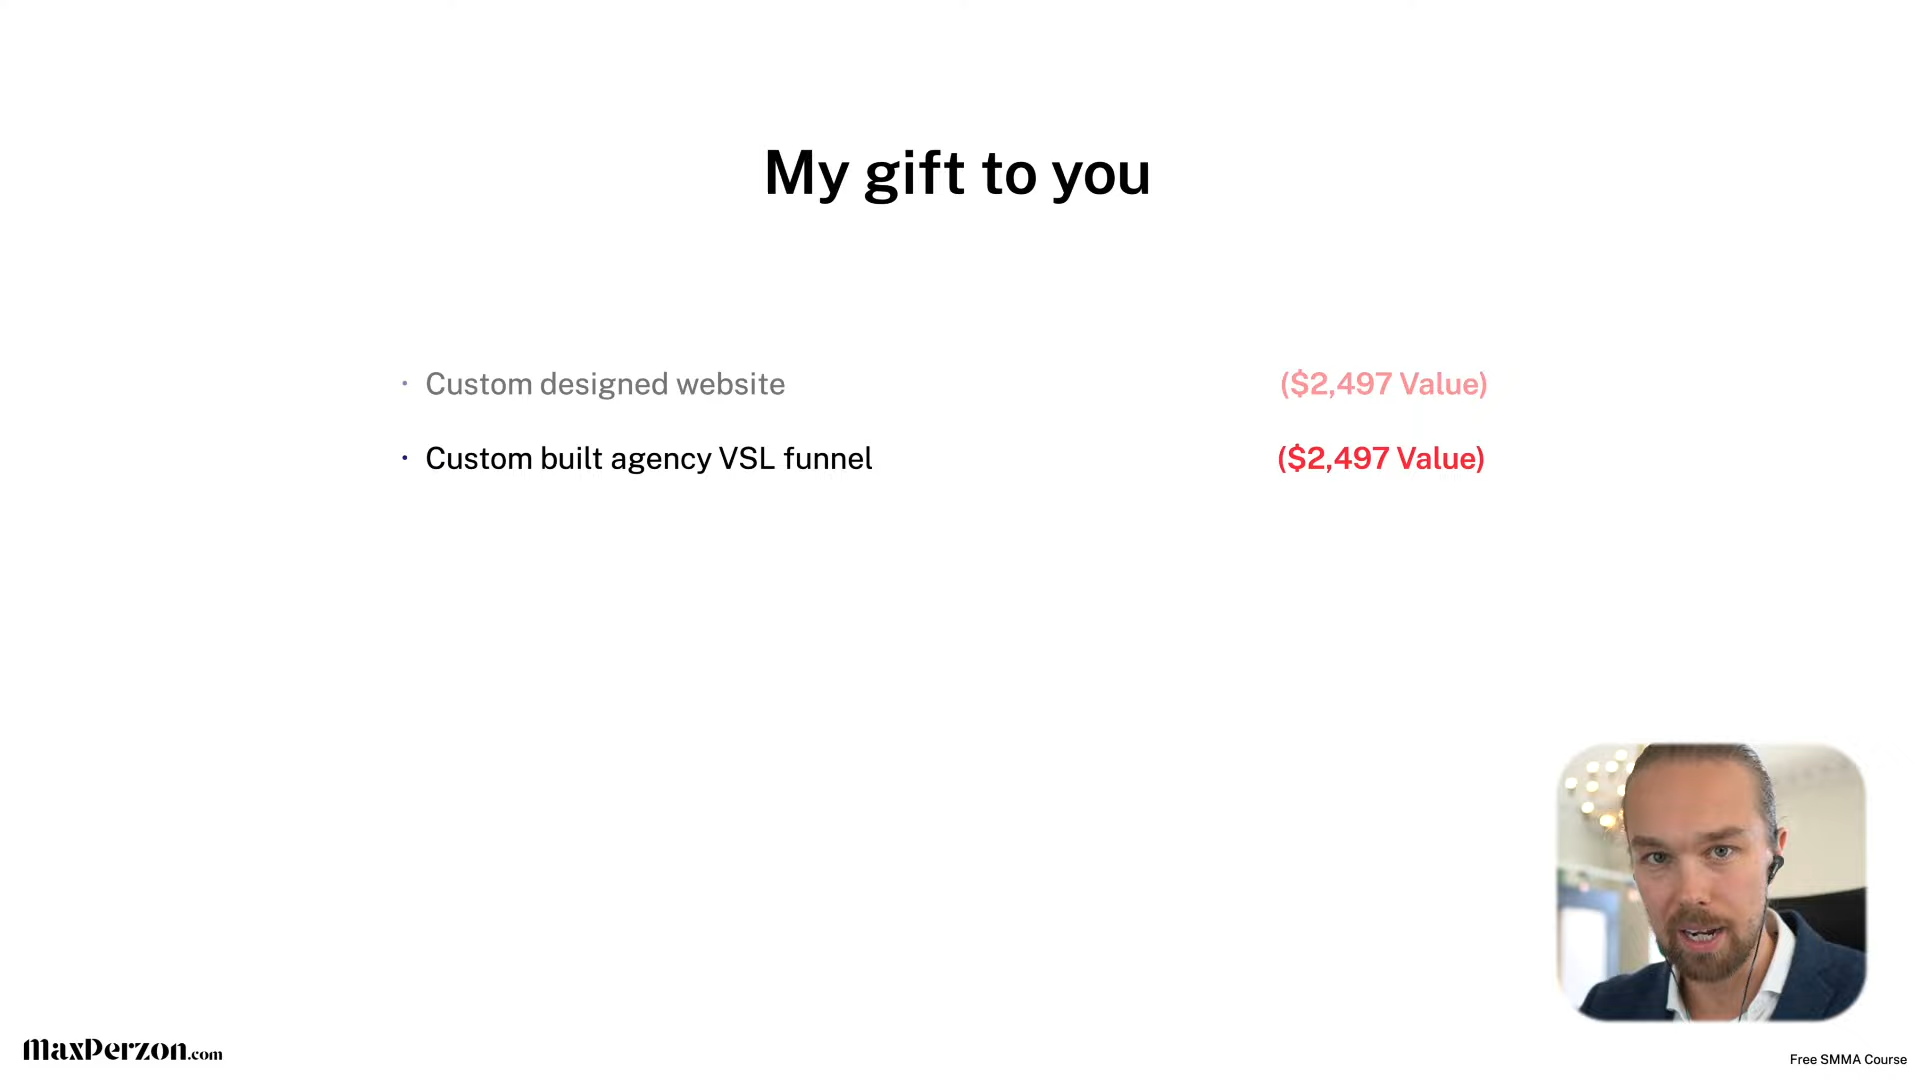 My gift to you
· Custom designed website ($2,497 Value)
· Custom built agency VSL funnel ($2,497 Value)
MaxPerzon.com
Free SMMA Course